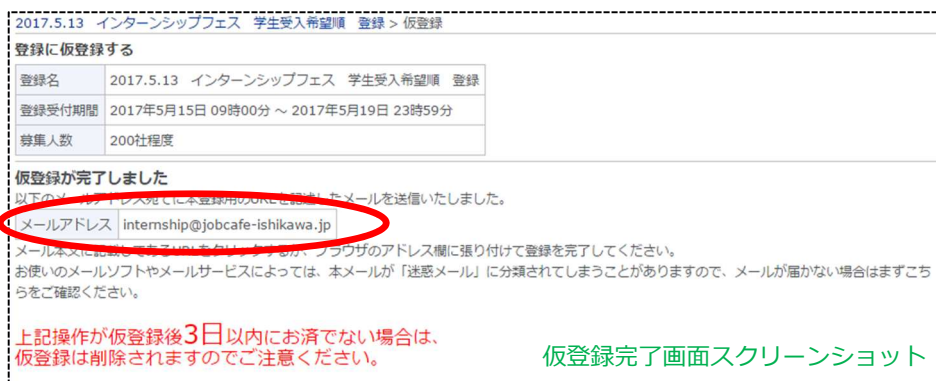 2017.5.13　インターンシップフェス　学生受入希望順　登録 > 仮登録
登録に仮登録する
登録名　2017.5.13　インターンシップフェス　学生受入希望順　登録
登録受付期間　2017年5月15日 09時00分 ～ 2017年5月19日 23時59分
募集人数　200社程度
仮登録が完了しました
以下のメールアドレス宛てに本登録用のURLを記述したメールを送信いたしました。
メールアドレス　internship@jobcafe-ishikawa.jp
メール本文に記載してあるURLをクリックするか、ブラウザのアドレス欄に張り付けて登録を完了してください。
お使いのメールソフトやメールサービスによっては、本メールが「迷惑メール」に分類されてしまうことがありますので、メールが届かない場合はまずこち
らをご確認ください。
上記操作が仮登録後3日以内にお済でない場合は、
仮登録は削除されますのでご注意ください。
仮登録完了画面スクリーンショット